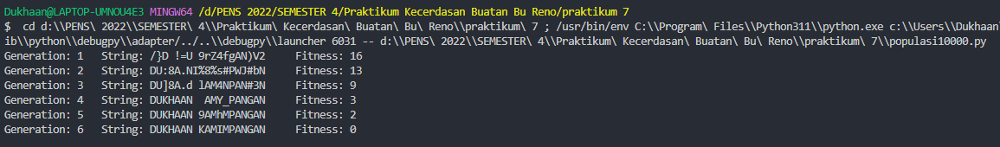 Dukhaan@LAPTOP-UMNOU4E3 MINGW64 /d/PENS 2022/SEMESTER 4/Praktikum Kecerdasan Buatan Bu Reno/praktikum 7
$  cd d:\\PENS\ 2022\\SEMESTER\ 4\\Praktikum\ Kecerdasan\ Buatan\ Bu\ Reno\\praktikum\ 7 ; /usr/bin/env C:\\Program\ Files\\Python311\\python.exe c:\\Users\\Dukhaan\
ib\\python\\debugpy\\adapter/../..\\debugpy\\launcher 6031 -- d:\\PENS\ 2022\\SEMESTER\ 4\\Praktikum\ Kecerdasan\ Buatan\ Bu\ Reno\\praktikum\ 7\\populasi10000.py
Generation: 1   String: /}D !=U 9rZ4fgAN)V2     Fitness: 16
Generation: 2   String: DU:8A.NI%8%s#PWJ#bN     Fitness: 13
Generation: 3   String: DU]8A.d lAM4NPAN#3N     Fitness: 9
Generation: 4   String: DUKHAAN  AMY_PANGAN     Fitness: 3
Generation: 5   String: DUKHAAN 9AMhMPANGAN     Fitness: 2
Generation: 6   String: DUKHAAN KAMIMPANGAN     Fitness: 0